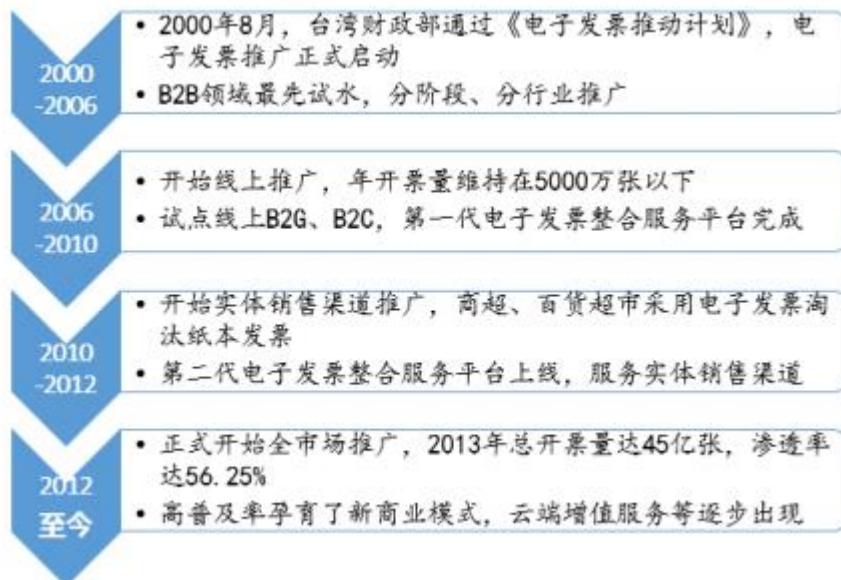 2000
-2006
• 2000年8月，台湾财政部通过《电子发票推动计划》，电
子发票推广正式启动
• B2B领域最先试水，分阶段、分行业推广
2006
-2010
• 开始线上推广，年开票量维持在5000万张以下
• 试点线上B2G、B2C，第一代电子发票整合服务平台完成
2010
-2012
• 开始实体销售渠道推广，商超、百货超市采用电子发票淘
汰纸本发票
• 第二代电子发票整合服务平台上线，服务实体销售渠道
2012
至今
• 正式开始全市场推广，2013年总开票量达45亿张，渗透率
达56.25%
• 高普及率孕育了新商业模式，云端增值服务等逐步出现